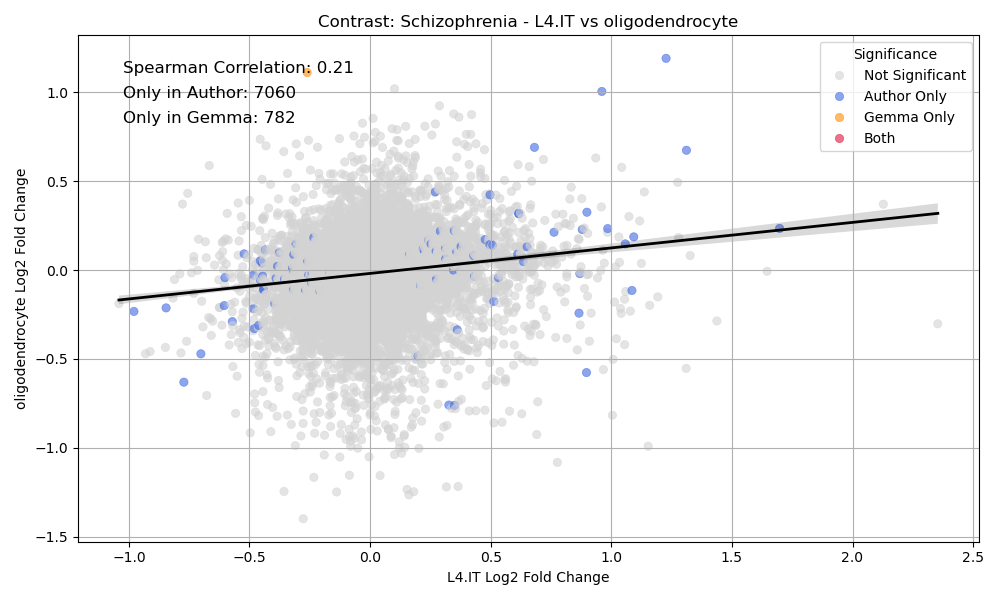 Contrast: Schizophrenia - L4.IT vs oligodendrocyte
Spearman Correlation: 0.21
Only in Author: 7060
Only in Gemma: 782
Significance
Not Significant
Author Only
Gemma Only
Both
oligodendrocyte Log2 Fold Change
1.0
0.5
0.0
−0.5
−1.0
−1.5
−1.0
−0.5
0.0
0.5
1.0
1.5
2.0
2.5
L4.IT Log2 Fold Change